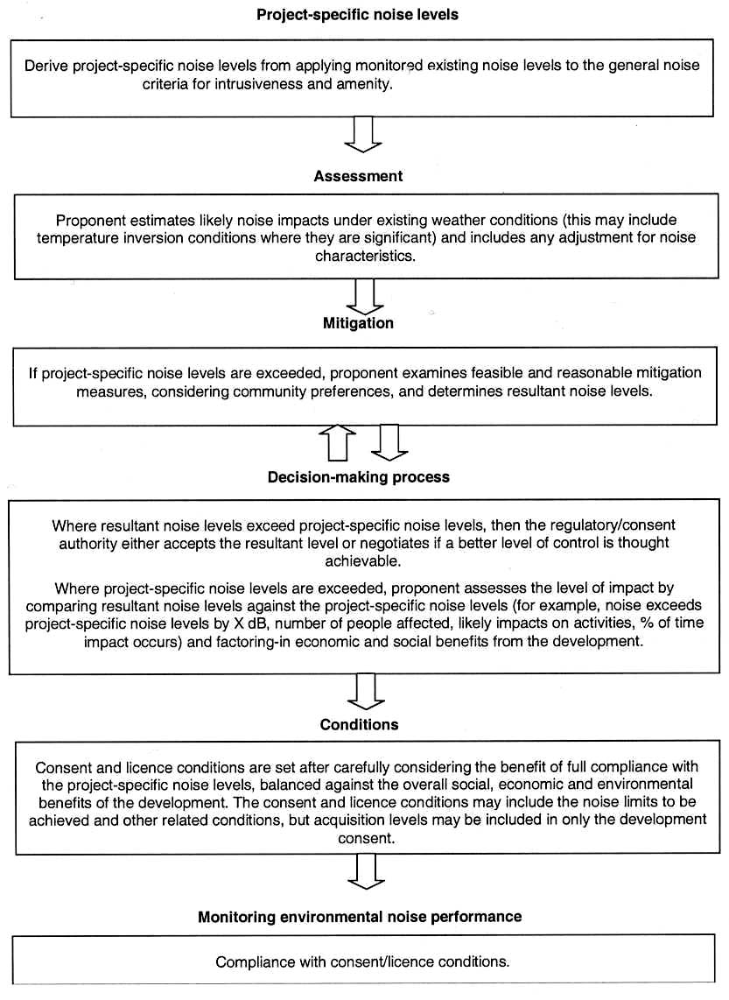 Project-specific noise levels
Derive project-specific noise levels from applying monitored existing noise levels to the general noise
criteria for intrusiveness and amenity.
Assessment
Proponent estimates likely noise impacts under existing weather conditions (this may include
temperature inversion conditions where they are significant) and includes any adjustment for noise
characteristics.
Mitigation
If project-specific noise levels are exceeded, proponent examines feasible and reasonable mitigation
measures, considering community preferences, and determines resultant noise levels.
Decision-making process
Where resultant noise levels exceed project-specific noise levels, then the regulatory/consent
authority either accepts the resultant level or negotiates if a better level of control is thought
achievable.
Where project-specific noise levels are exceeded, proponent assesses the level of impact by
comparing resultant noise levels against the project-specific noise levels (for example, noise exceeds
project-specific noise levels by X dB, number of people affected, likely impacts on activities, % of time
impact occurs) and factoring-in economic and social benefits from the development.
Conditions
Consent and licence conditions are set after carefully considering the benefit of full compliance with
the project-specific noise levels, balanced against the overall social, economic and environmental
benefits of the development. The consent and licence conditions may include the noise limits to be
achieved and other related conditions, but acquisition levels may be included in only the development
consent.
Monitoring environmental noise performance
Compliance with consent/licence conditions.